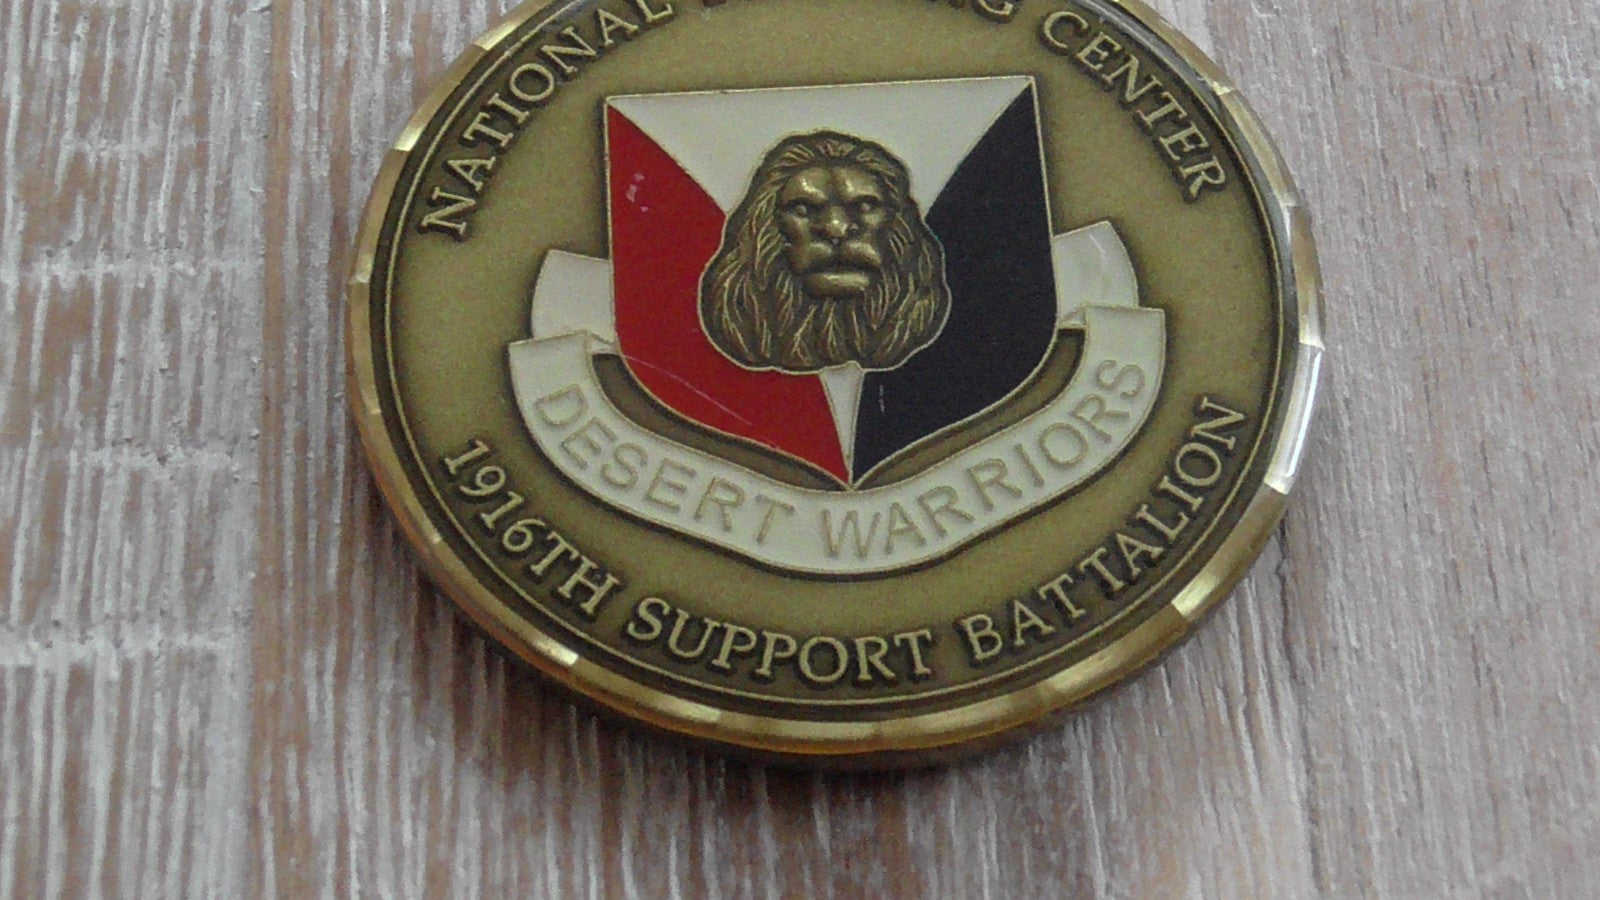 NATIONAL CENTER
DESERT WARRIORS
1916TH SUPPORT BATTALION